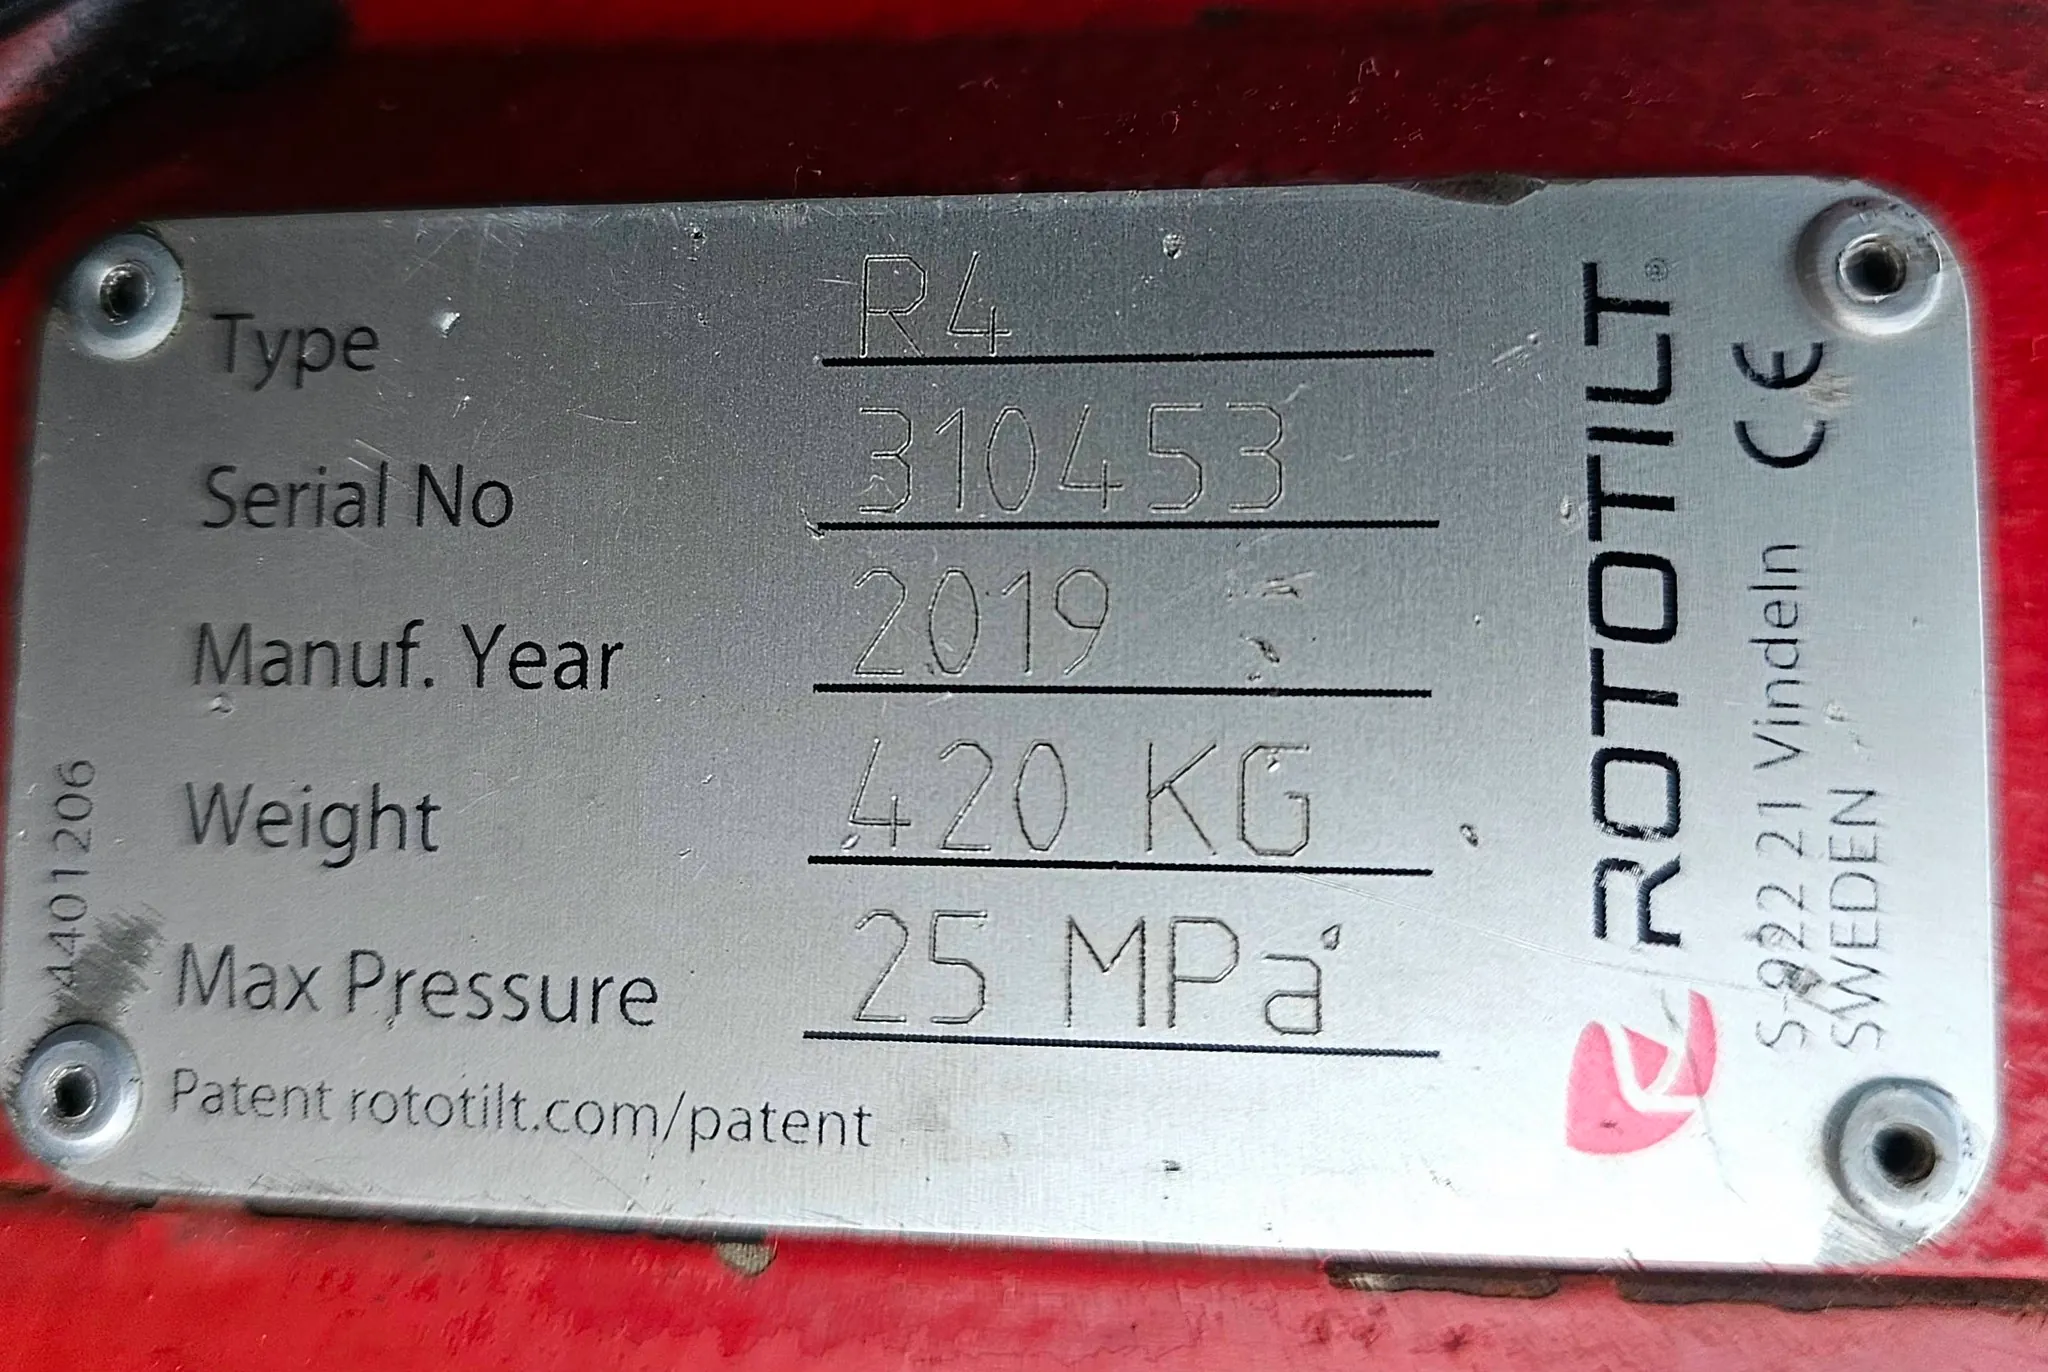 Type R4
Serial No 310453
Manuf. Year 2019
Weight 420 KG
Max Pressure 25 MPa
Patent rototilt.com/patent
4401206
ROTOTILT®
CE
S-922 21 Vindeln
SWEDEN